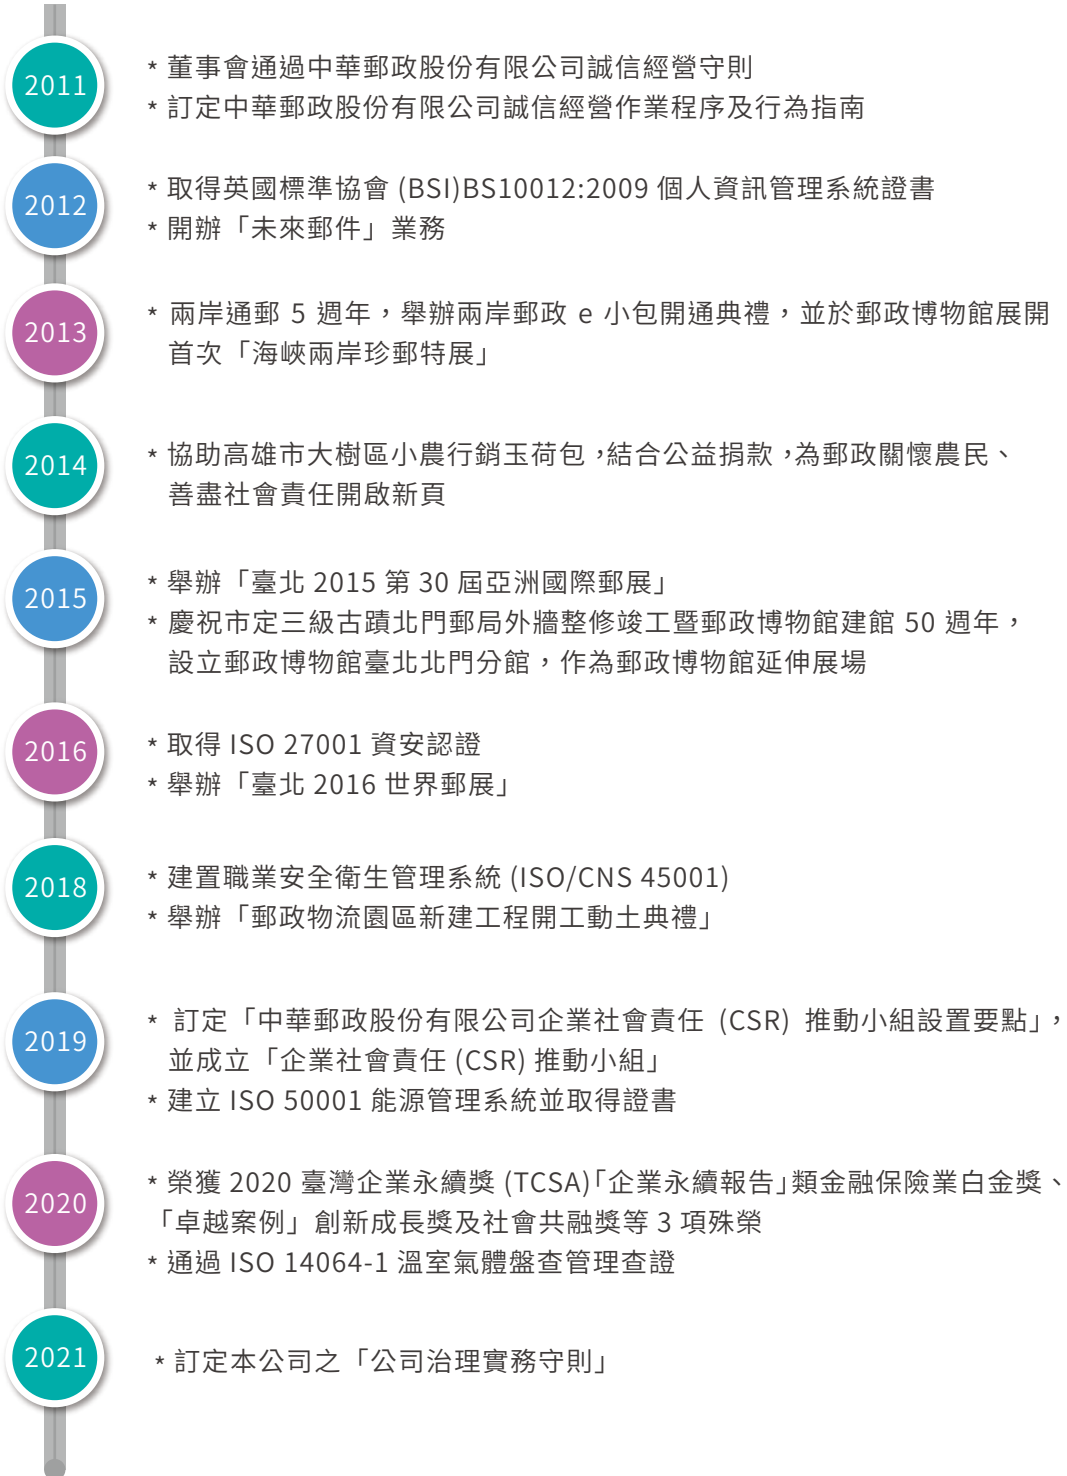 2011
* 董事會通過中華郵政股份有限公司誠信經營守則
* 訂定中華郵政股份有限公司誠信經營作業程序及行為指南
2012
* 取得英國標準協會 (BSI)BS10012:2009 個人資訊管理系統證書
* 開辦「未來郵件」業務
2013
* 兩岸通郵 5 週年，舉辦兩岸郵政 e 小包開通典禮，並於郵政博物館展開
首次「海峽兩岸珍郵特展」
2014
* 協助高雄市大樹區小農行銷玉荷包，結合公益捐款，為郵政關懷農民、
善盡社會責任開啟新頁
2015
* 舉辦「臺北 2015 第 30 屆亞洲國際郵展」
* 慶祝市定三級古蹟北門郵局外牆整修竣工暨郵政博物館建館 50 週年，
設立郵政博物館臺北北門分館，作為郵政博物館延伸展場
2016
* 取得 ISO 27001 資安認證
* 舉辦「臺北 2016 世界郵展」
2018
* 建置職業安全衛生管理系統 (ISO/CNS 45001)
* 舉辦「郵政物流園區新建工程開工動土典禮」
2019
* 訂定「中華郵政股份有限公司企業社會責任 (CSR) 推動小組設置要點」，
並成立「企業社會責任 (CSR) 推動小組」
* 建立 ISO 50001 能源管理系統並取得證書
2020
* 榮獲 2020 臺灣企業永續獎 (TCSA)「企業永續報告」類金融保險業白金獎、
「卓越案例」創新成長獎及社會共融獎等 3 項殊榮
* 通過 ISO 14064-1 溫室氣體盤查管理查證
2021
* 訂定本公司之「公司治理實務守則」